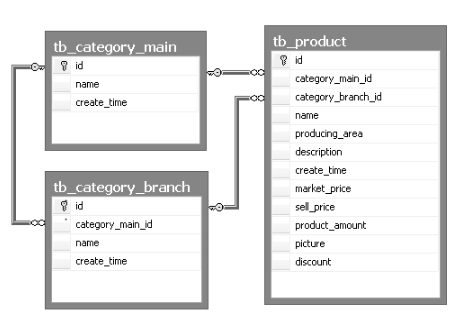 tb_category_main
id
name
create_time
tb_category_branch
id
category_main_id
name
create_time
tb_product
id
category_main_id
category_branch_id
name
producing_area
description
create_time
market_price
sell_price
product_amount
picture
discount